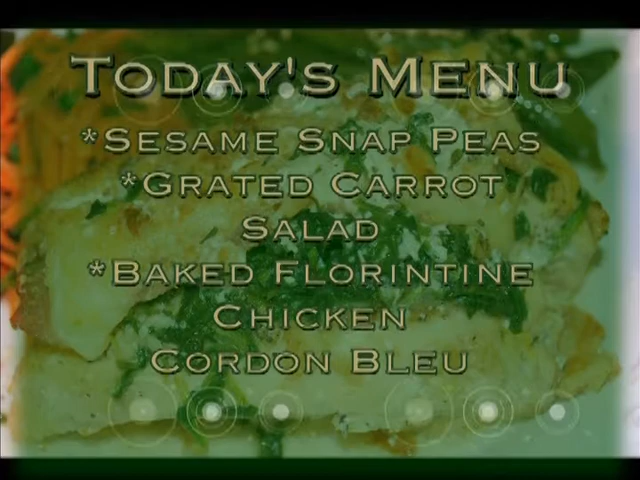 Today's Menu
*Sesame Snap Peas
*Grated Carrot
Salad
*Baked Florintine
Chicken
Cordon Bleu